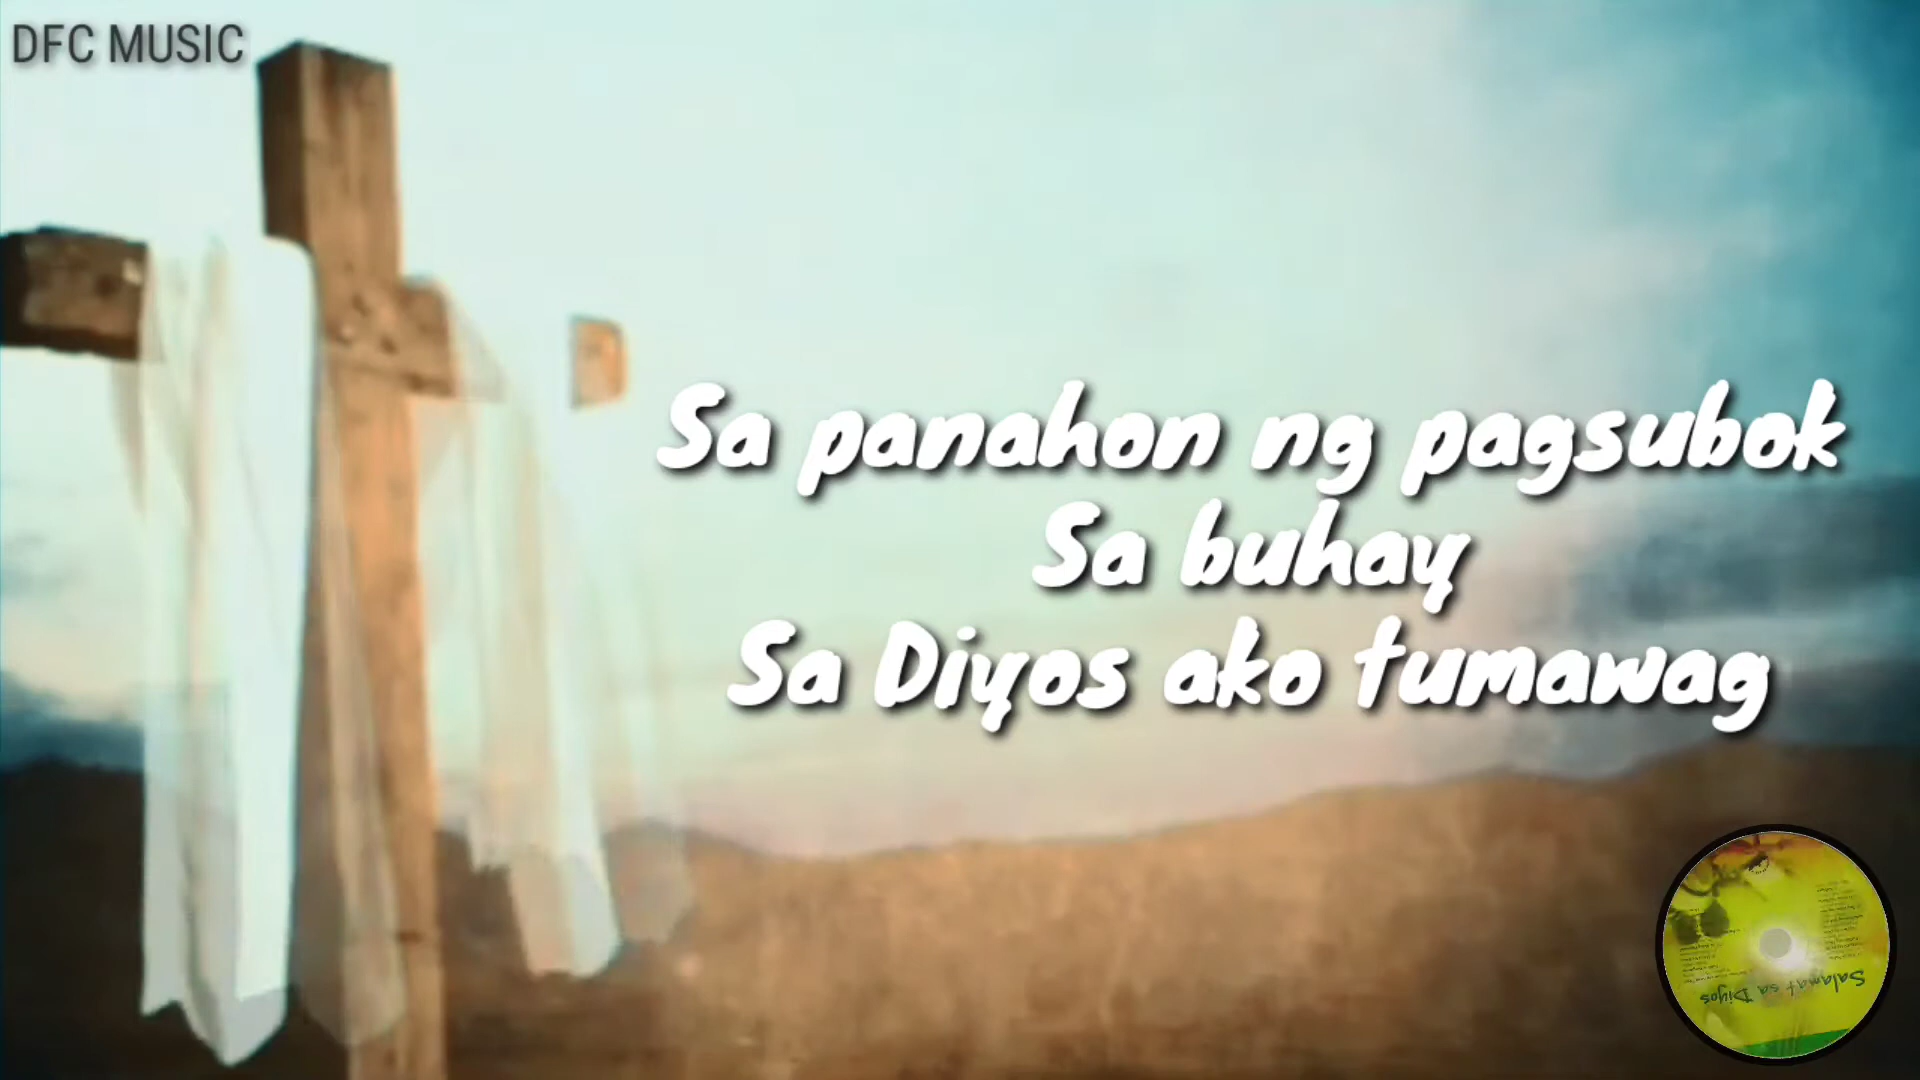 DFC MUSIC
Sa panahon ng pagsubok
Sa buhay
Sa Diyos ako tumawag
Salamat sa Diyos